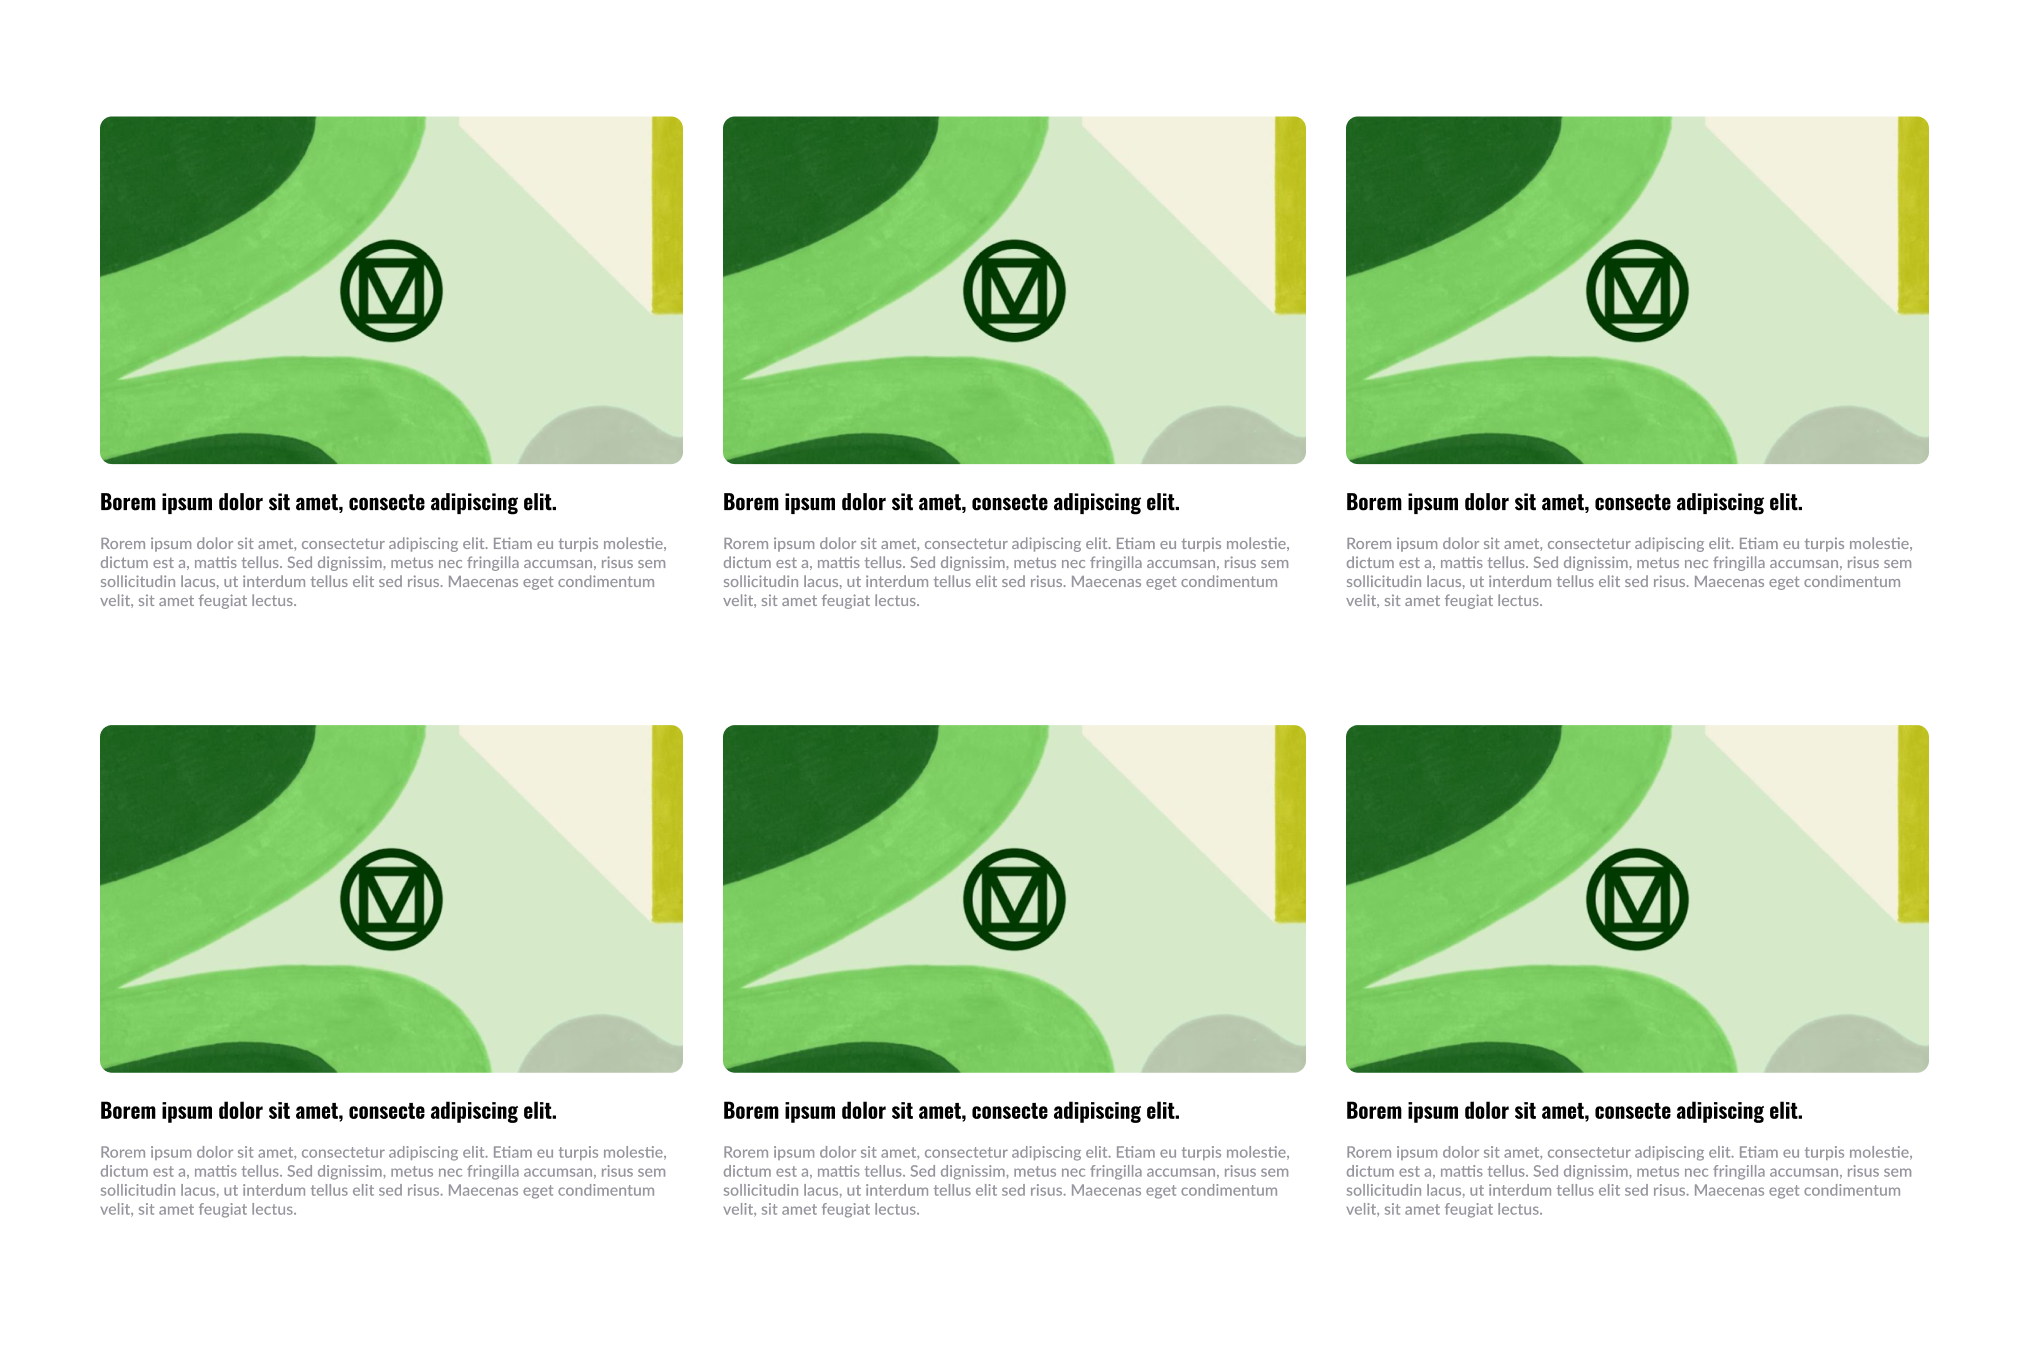 Borem ipsum dolor sit amet, consecte adipiscing elit.
Rorem ipsum dolor sit amet, consectetur adipiscing elit. Etiam eu turpis molestie,
dictum est a, mattis tellus. Sed dignissim, metus nec fringilla accumsan, risus sem
sollicitudin lacus, ut interdum tellus elit sed risus. Maecenas eget condimentum
velit, sit amet feugiat lectus.
Borem ipsum dolor sit amet, consecte adipiscing elit.
Rorem ipsum dolor sit amet, consectetur adipiscing elit. Etiam eu turpis molestie,
dictum est a, mattis tellus. Sed dignissim, metus nec fringilla accumsan, risus sem
sollicitudin lacus, ut interdum tellus elit sed risus. Maecenas eget condimentum
velit, sit amet feugiat lectus.
Borem ipsum dolor sit amet, consecte adipiscing elit.
Rorem ipsum dolor sit amet, consectetur adipiscing elit. Etiam eu turpis molestie,
dictum est a, mattis tellus. Sed dignissim, metus nec fringilla accumsan, risus sem
sollicitudin lacus, ut interdum tellus elit sed risus. Maecenas eget condimentum
velit, sit amet feugiat lectus.
Borem ipsum dolor sit amet, consecte adipiscing elit.
Rorem ipsum dolor sit amet, consectetur adipiscing elit. Etiam eu turpis molestie,
dictum est a, mattis tellus. Sed dignissim, metus nec fringilla accumsan, risus sem
sollicitudin lacus, ut interdum tellus elit sed risus. Maecenas eget condimentum
velit, sit amet feugiat lectus.
Borem ipsum dolor sit amet, consecte adipiscing elit.
Rorem ipsum dolor sit amet, consectetur adipiscing elit. Etiam eu turpis molestie,
dictum est a, mattis tellus. Sed dignissim, metus nec fringilla accumsan, risus sem
sollicitudin lacus, ut interdum tellus elit sed risus. Maecenas eget condimentum
velit, sit amet feugiat lectus.
Borem ipsum dolor sit amet, consecte adipiscing elit.
Rorem ipsum dolor sit amet, consectetur adipiscing elit. Etiam eu turpis molestie,
dictum est a, mattis tellus. Sed dignissim, metus nec fringilla accumsan, risus sem
sollicitudin lacus, ut interdum tellus elit sed risus. Maecenas eget condimentum
velit, sit amet feugiat lectus.